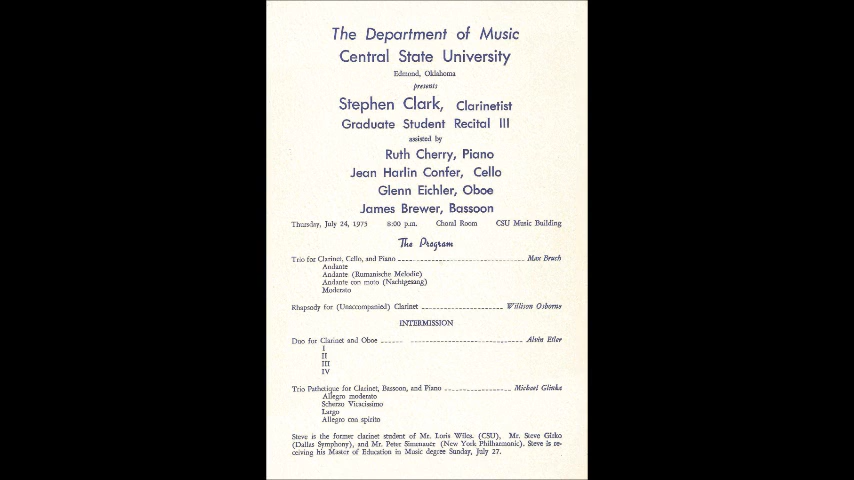 The Department of Music
Central State University
Edmond, Oklahoma
presents
Stephen Clark, Clarinetist
Graduate Student Recital III
assisted by
Ruth Cherry, Piano
Jean Harlin Confer, Cello
Glenn Eichler, Oboe
James Brewer, Bassoon
Thursday, July 24, 1975 8:00 p.m. Choral Room CSU Music Building
The Program
Trio for Clarinet, Cello, and Piano Max Bruch
Andante
Andante (Rumanische Melodie)
Andante con moto (Nachtgesang)
Moderato
Rhapsody for (Unaccompanied) Clarinet Willison Osborne
INTERMISSION
Duo for Clarinet and Oboe Alvin Etler
I
II
III
IV
Trio Pathetique for Clarinet, Bassoon, and Piano Michael Glinka
Allegro moderato
Scherzo Vivacissimo
Largo
Allegro con spirito
Steve is the former clarinet student of Mr. Loris Wiles. (CSU), Mr. Steve Girko
(Dallas Symphony), and Mr. Peter Simenauer (New York Philharmonic). Steve is re-
ceiving his Master of Education in Music degree Sunday, July 27.